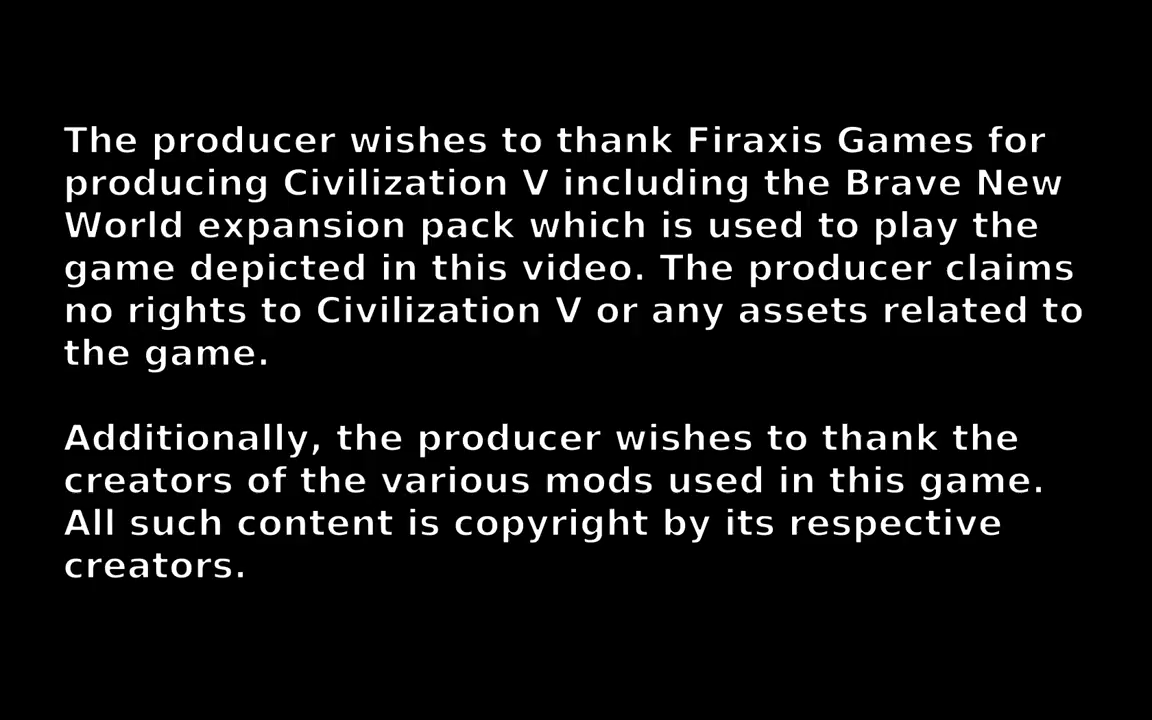 The producer wishes to thank Firaxis Games for
producing Civilization V including the Brave New
World expansion pack which is used to play the
game depicted in this video. The producer claims
no rights to Civilization V or any assets related to
the game.
Additionally, the producer wishes to thank the
creators of the various mods used in this game.
All such content is copyright by its respective
creators.